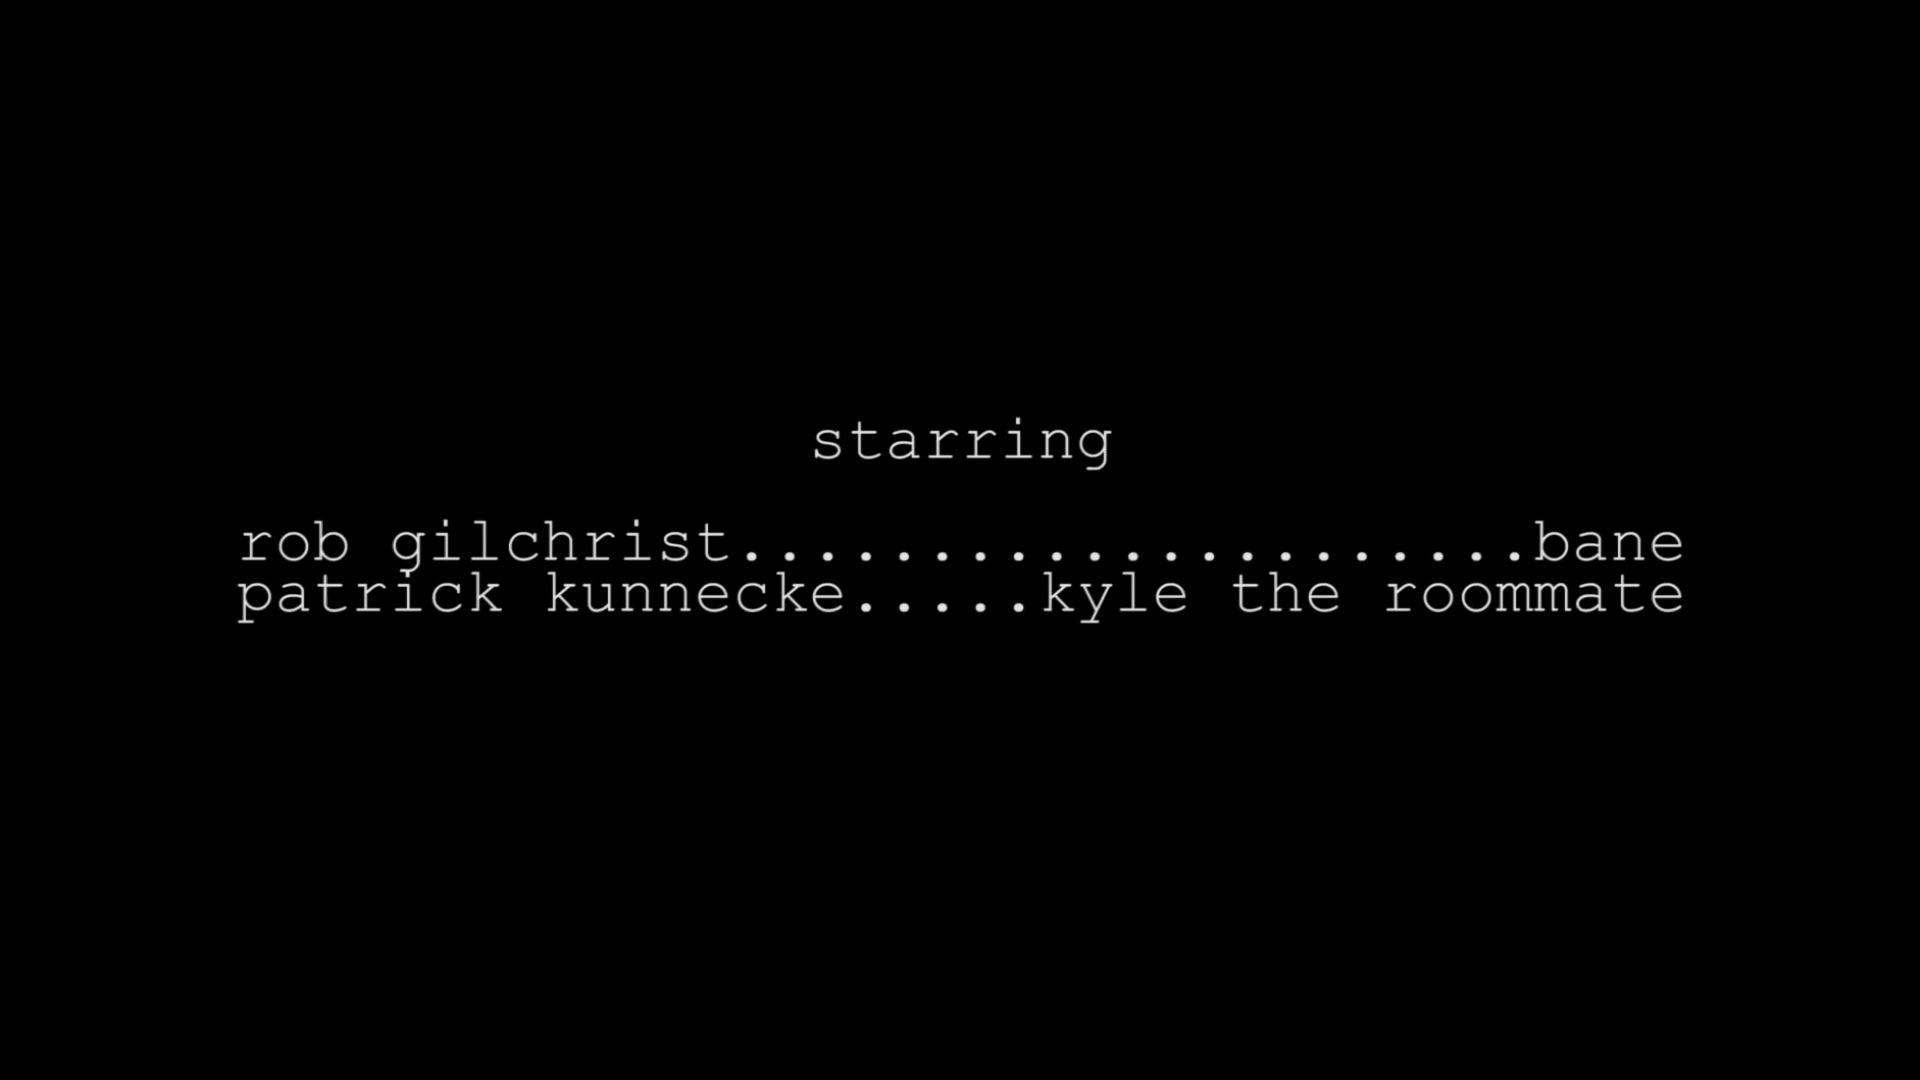 starring
rob gilchrist.....................bane
patrick kunnecke.....kyle the roommate